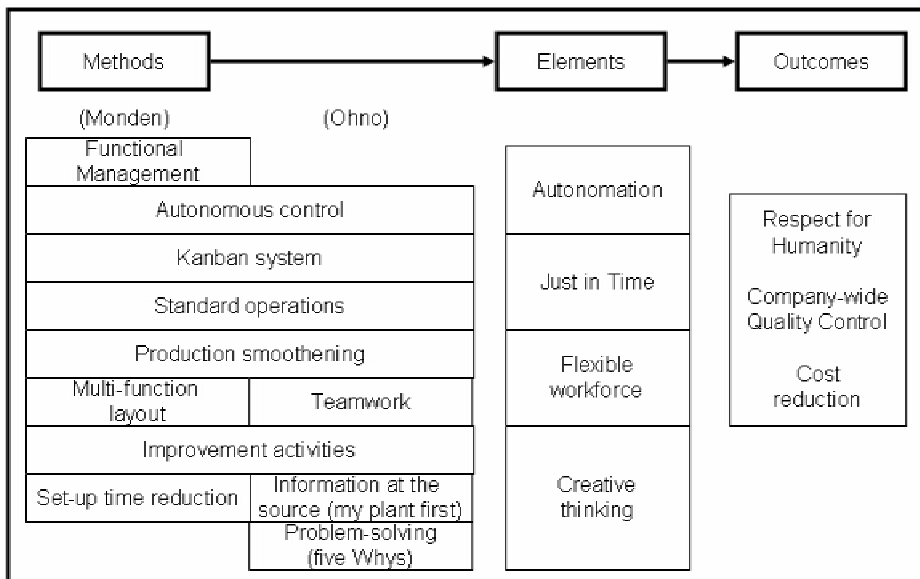 Methods
Elements
Outcomes
(Monden)
(Ohno)
Functional
Management
Autonomous control
Kanban system
Standard operations
Production smoothening
Multi-function
layout
Teamwork
Improvement activities
Set-up time reduction
Information at the
source (my plant first)
Problem-solving
(five Whys)
Autonomation
Just in Time
Flexible
workforce
Creative
thinking
Respect for
Humanity
Company-wide
Quality Control
Cost
reduction